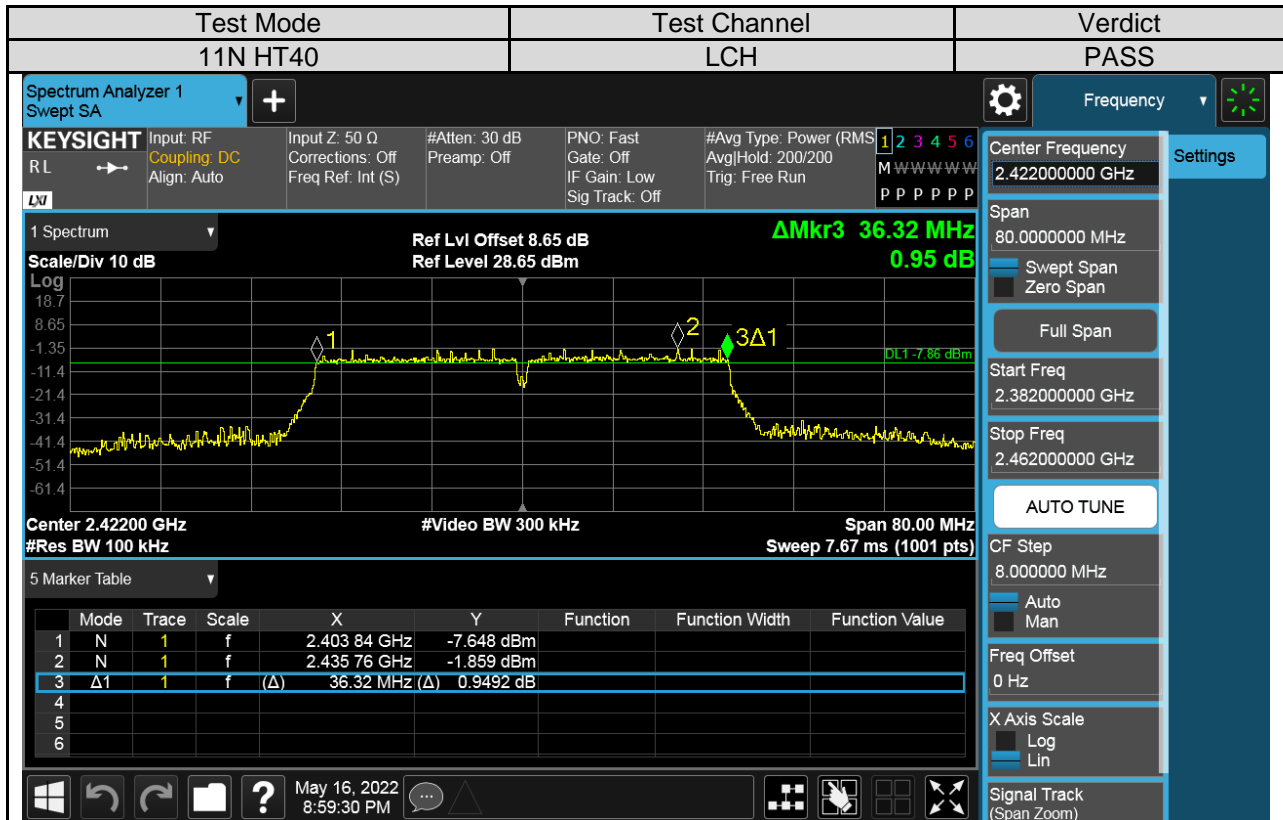 Test Mode Test Channel Verdict
11N HT40 LCH PASS
Spectrum Analyzer 1
Swept SA
+
Frequency
KEYSIGHT Input: RF Input Z: 50 Ω #Atten: 30 dB PNO: Fast #Avg Type: Power (RMS 1 2 3 4 5 6
RL Coupling: DC Corrections: Off Preamp: Off Gate: Off Avg|Hold: 200/200 M W W W W W
Align: Auto Freq Ref: Int (S) IF Gain: Low Trig: Free Run
LXI Sig Track: Off P P P P P P
1 Spectrum
Ref Lvl Offset 8.65 dB ΔMkr3 36.32 MHz
Scale/Div 10 dB Ref Level 28.65 dBm 0.95 dB
Log
18.7
8.65
-1.35
-11.4
-21.4
-31.4
-41.4
-51.4
-61.4
1
2
3Δ1
DL1 -7.86 dBm
Center 2.42200 GHz #Video BW 300 kHz Span 80.00 MHz
#Res BW 100 kHz Sweep 7.67 ms (1001 pts)
5 Marker Table
Mode Trace Scale X Y Function Function Width Function Value
1 N 1 f 2.403 84 GHz -7.648 dBm
2 N 1 f 2.435 76 GHz -1.859 dBm
3 Δ1 1 f (Δ) 36.32 MHz (Δ) 0.9492 dB
4
5
6
?
May 16, 2022
8:59:30 PM
Center Frequency
2.422000000 GHz
Settings
Span
80.0000000 MHz
Swept Span
Zero Span
Full Span
Start Freq
2.382000000 GHz
Stop Freq
2.462000000 GHz
AUTO TUNE
CF Step
8.000000 MHz
Auto
Man
Freq Offset
0 Hz
X Axis Scale
Log
Lin
Signal Track
(Span Zoom)